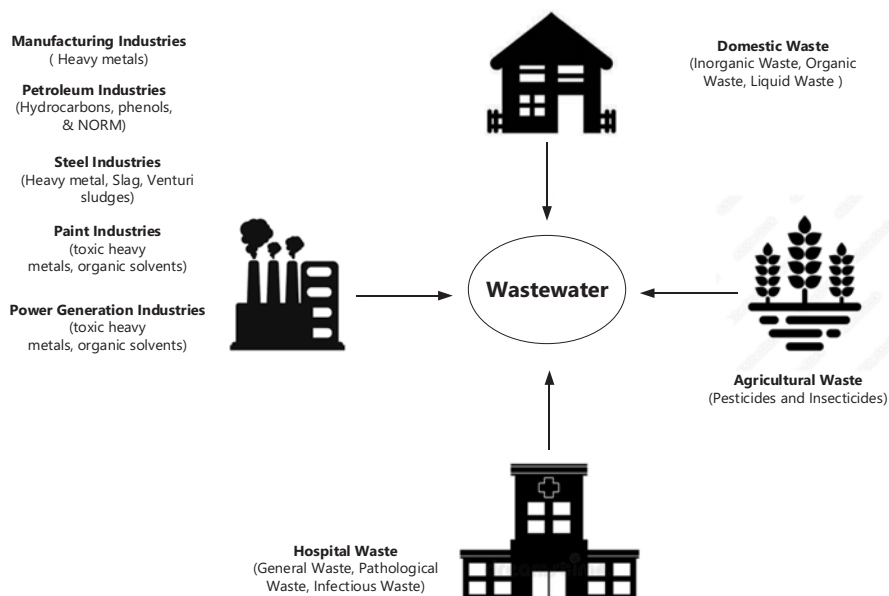 Manufacturing Industries
( Heavy metals)
Petroleum Industries
(Hydrocarbons, phenols,
& NORM)
Steel Industries
(Heavy metal, Slag, Venturi
sludges)
Paint Industries
(toxic heavy
metals, organic solvents)
Power Generation Industries
(toxic heavy
metals, organic solvents)
Domestic Waste
(Inorganic Waste, Organic
Waste, Liquid Waste )
Wastewater
Agricultural Waste
(Pesticides and Insecticides)
Hospital Waste
(General Waste, Pathological
Waste, Infectious Waste)